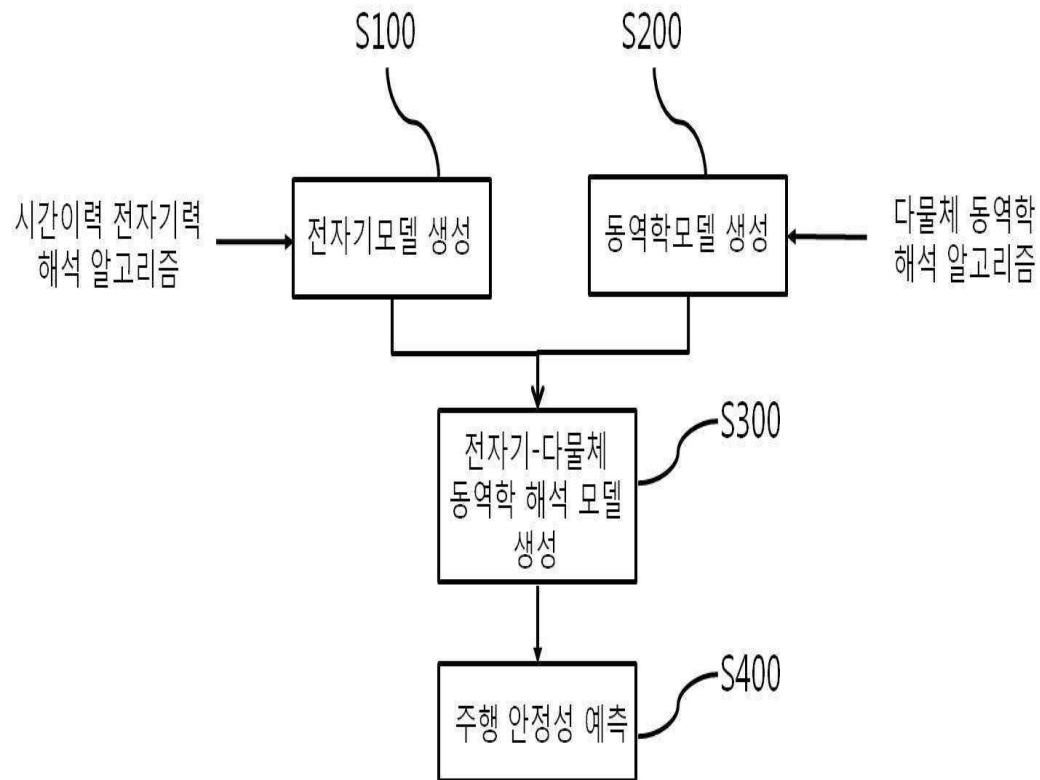 S100
S200
시간이력 전자기력
해석 알고리즘
전자기모델 생성
동역학모델 생성
다물체 동역학
해석 알고리즘
전자기-다물체
동역학 해석 모델
생성
S300
주행 안정성 예측
S400